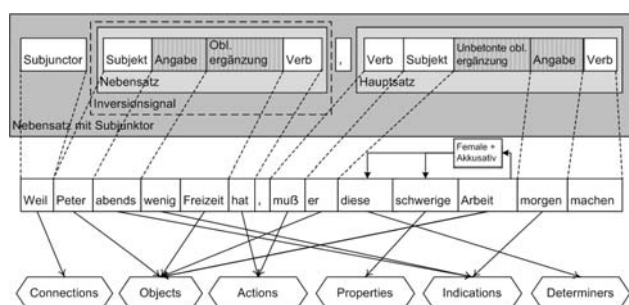 Subjunctor
Subjekt
Angabe
Obl.
ergänzung
Verb
,
Verb
Subjekt
Unbetonte obl.
ergänzung
Angabe
Verb
Nebensatz
Hauptsatz
Inversionsignal
Nebensatz mit Subjunktor
Female +
Akkusativ
Weil Peter abends wenig Freizeit hat , muß er diese schwerige Arbeit morgen machen
Connections Objects Actions Properties Indications Determiners